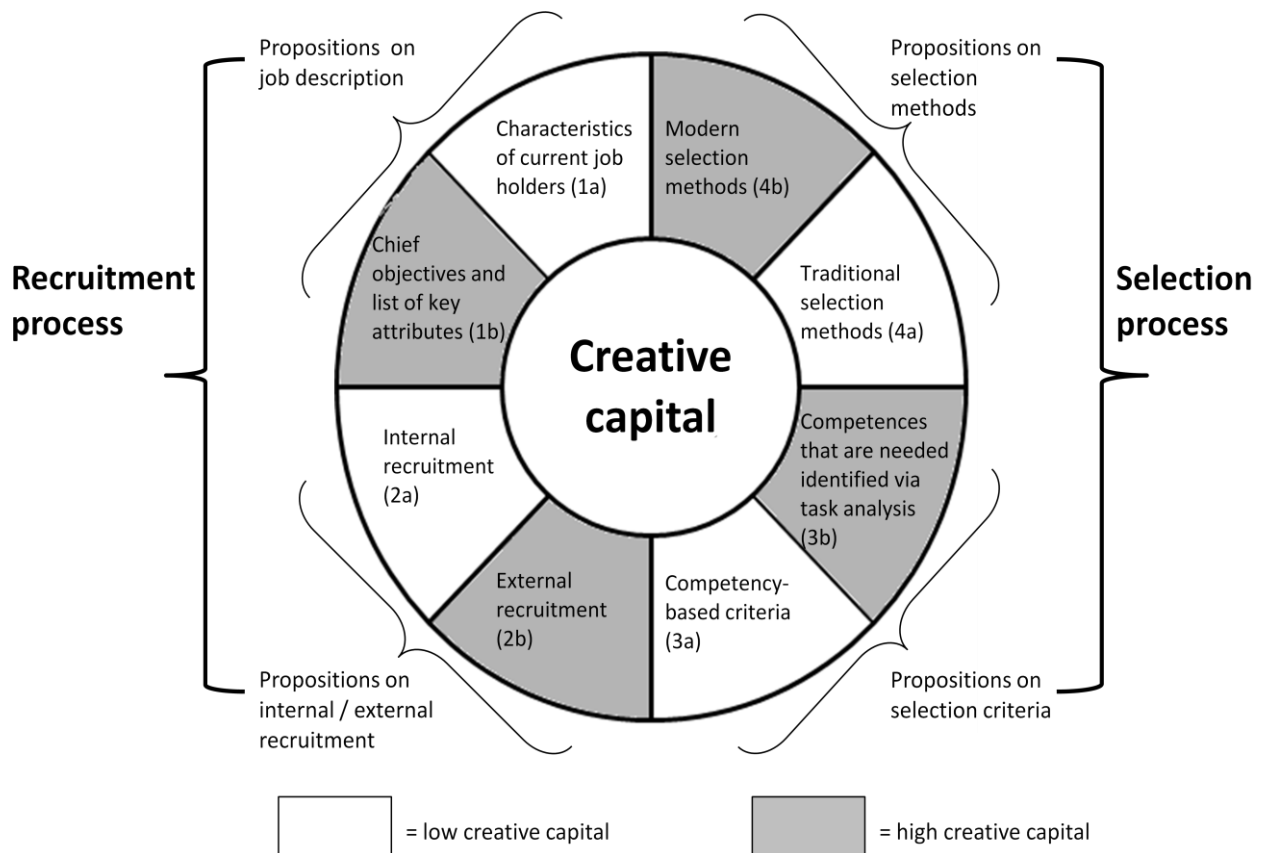 Propositions on
job description
Propositions on
selection
methods
Characteristics
of current job
holders (1a)
Modern
selection
methods (4b)
Chief
objectives and
list of key
attributes (1b)
Traditional
selection
methods (4a)
Recruitment
process
Selection
process
Creative
capital
Internal
recruitment
(2a)
Competences
that are needed
identified via
task analysis
(3b)
External
recruitment
(2b)
Competency-
based criteria
(3a)
Propositions on
internal / external
recruitment
Propositions on
selection criteria
= low creative capital
= high creative capital